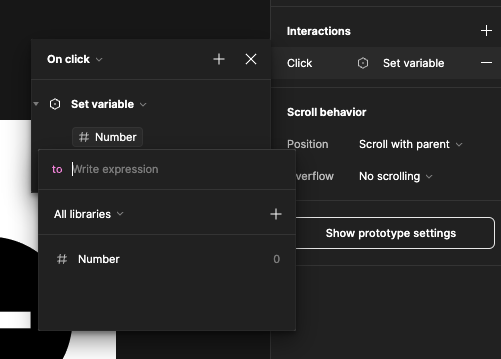 Interactions
Click Set variable
Scroll behavior
Position Scroll with parent
No scrolling
Show prototype settings
On click
Set variable
# Number
to Write expression
All libraries
# Number 0